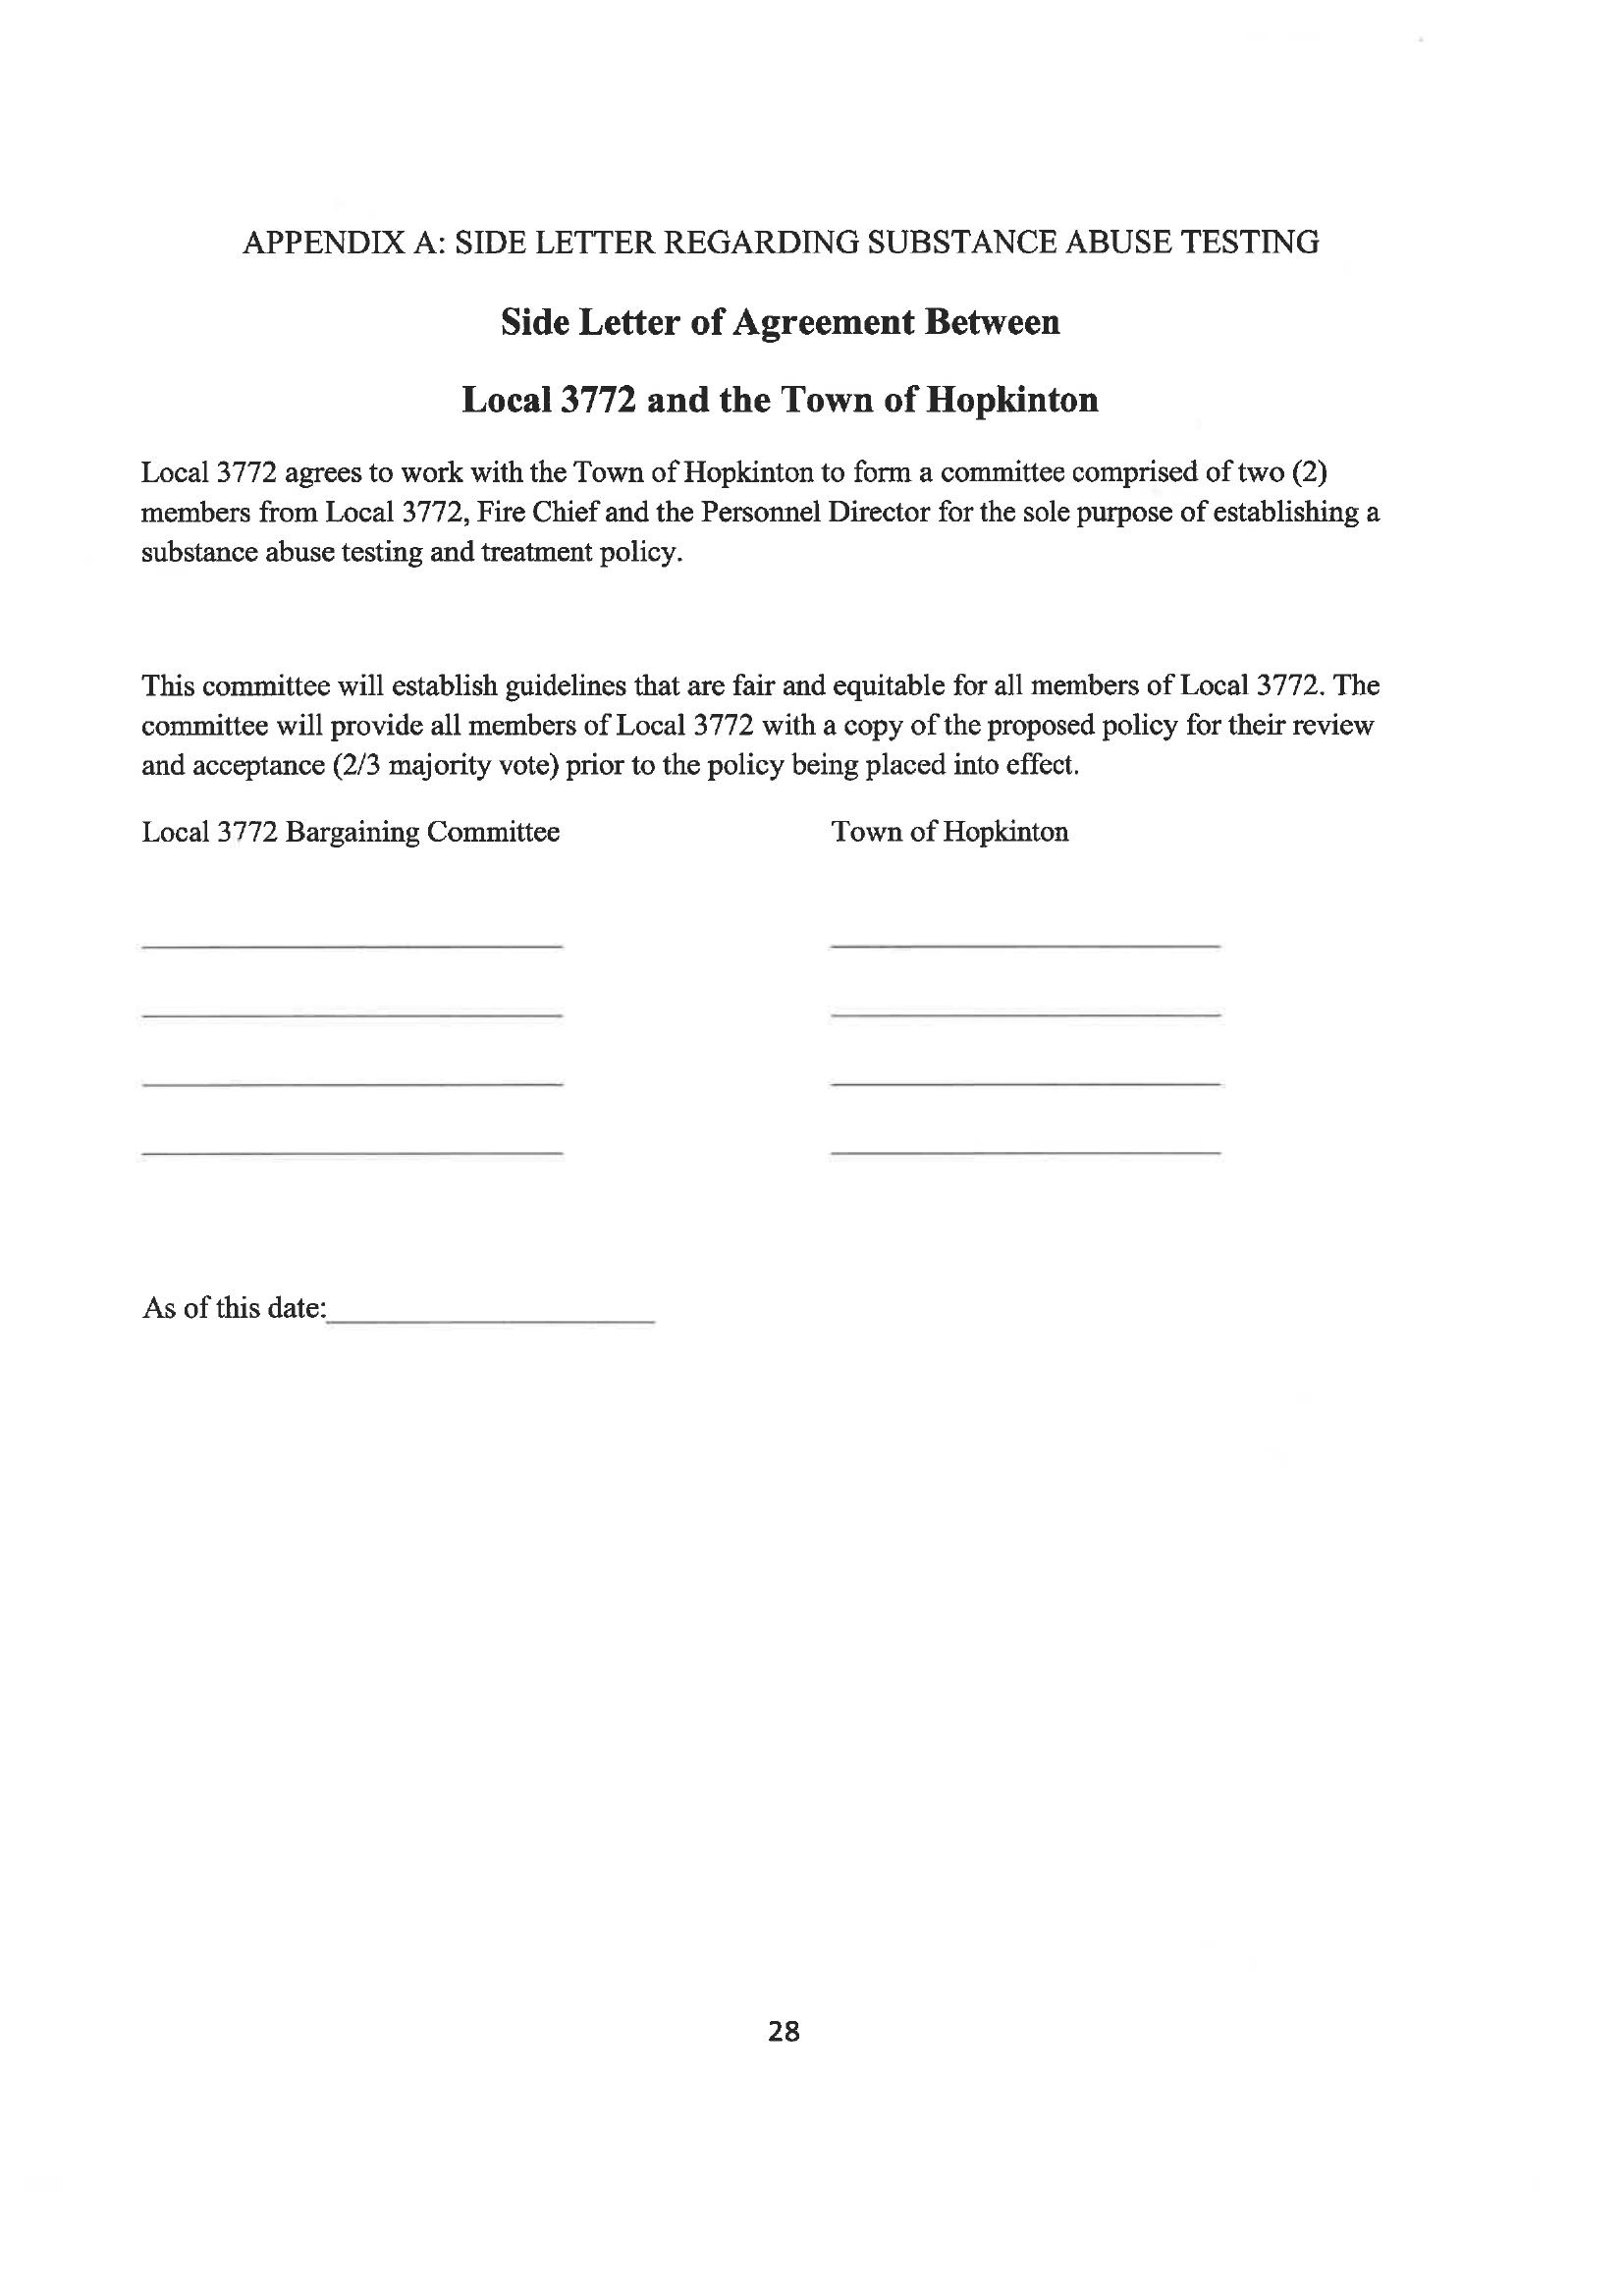 APPENDIX A: SIDE LETTER REGARDING SUBSTANCE ABUSE TESTING
Side Letter of Agreement Between
Local 3772 and the Town of Hopkinton
Local 3772 agrees to work with the Town of Hopkinton to form a committee comprised of two (2)
members from Local 3772, Fire Chief and the Personnel Director for the sole purpose of establishing a
substance abuse testing and treatment policy.
This committee will establish guidelines that are fair and equitable for all members of Local 3772. The
committee will provide all members of Local 3772 with a copy of the proposed policy for their review
and acceptance (2/3 majority vote) prior to the policy being placed into effect.
Local 3772 Bargaining Committee Town of Hopkinton
As of this date:
28